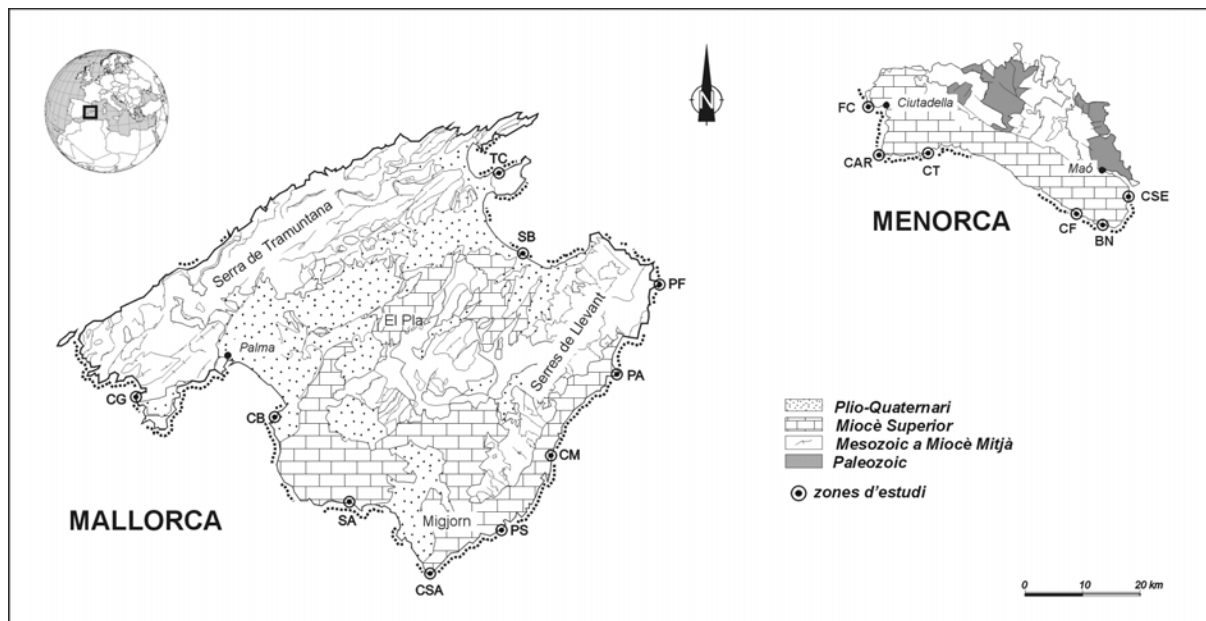 N
TC
Serra de Tramuntana
SB
PF
El Pla
Serres de Llevant
Palma
PA
CG
CB
CM
SA
MALLORCA
Migjorn
PS
CSA
FC
Ciutadella
CAR
CT
Maó
CSE
MENORCA
CF
BN
Plio-Quaternari
Miocè Superior
Mesozoic a Miocè Mitjà
Paleozoic
zones d'estudi
0 10 20 km